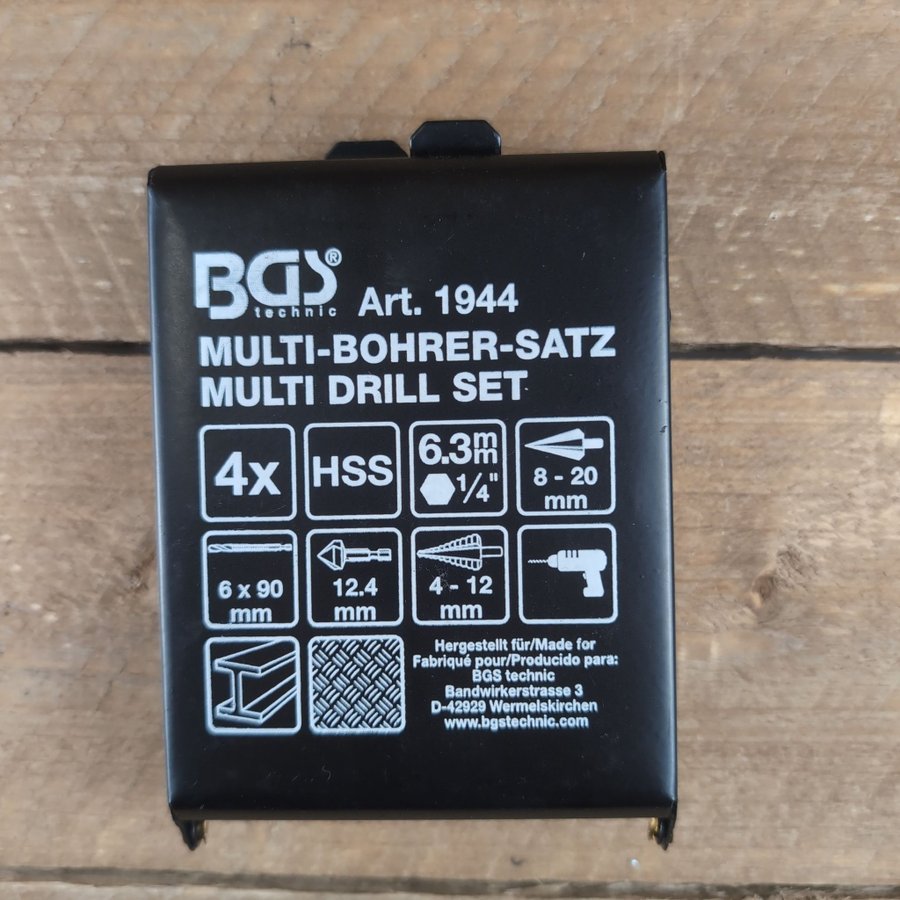 BGS® technic Art. 1944
MULTI-BOHRER-SATZ
MULTI DRILL SET
4x
HSS
6.3mm
1/4"
8 - 20
mm
6 x 90
mm
12.4
mm
4 - 12
mm
Hergestellt für/Made for
Fabriqué pour/Producido para:
BGS technic
Bandwirkerstrasse 3
D-42929 Wermelskirchen
www.bgstechnic.com